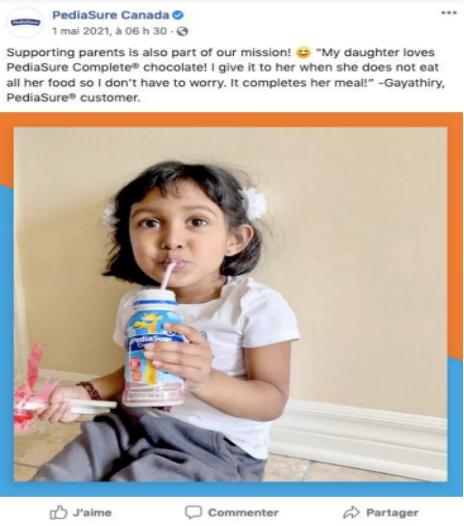 PediaSure
PediaSure Canada
1 mai 2021, à 06 h 30 ·
Supporting parents is also part of our mission! 😊 "My daughter loves
PediaSure Complete® chocolate! I give it to her when she does not eat
all her food so I don't have to worry. It completes her meal!" -Gayathiry,
PediaSure® customer.
PediaSure
J'aime
Commenter
Partager